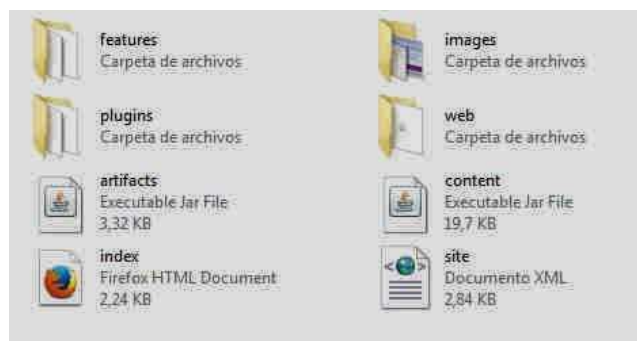 features
Carpeta de archivos
images
Carpeta de archivos
plugins
Carpeta de archivos
web
Carpeta de archivos
artifacts
Executable Jar File
3,32 KB
content
Executable Jar File
19,7 KB
index
Firefox HTML Document
2,24 KB
site
Documento XML
2,84 KB